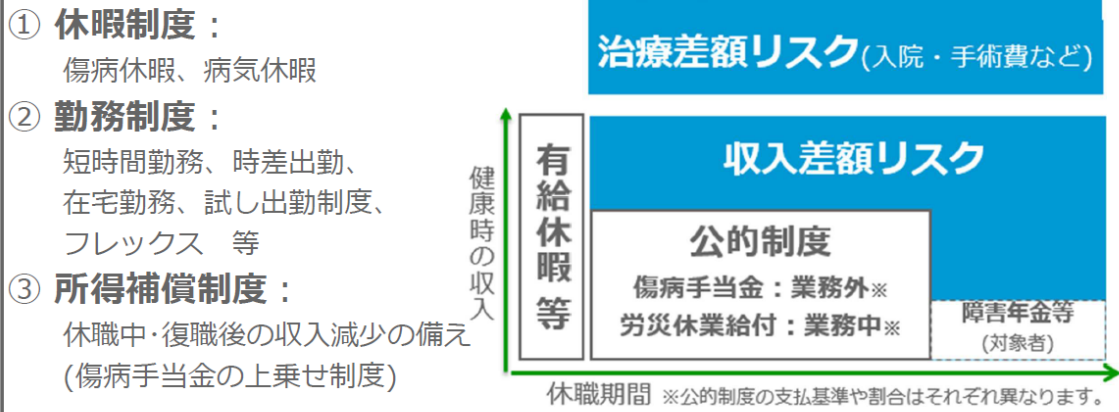 ① 休暇制度：
傷病休暇、病気休暇
② 勤務制度：
短時間勤務、時差出勤、
在宅勤務、試し出勤制度、
フレックス　等
③ 所得補償制度：
休職中･復職後の収入減少の備え
(傷病手当金の上乗せ制度)
治療差額リスク(入院・手術費など)
健康時の収入
有給休暇 等
収入差額リスク
公的制度
傷病手当金：業務外※
労災休業給付：業務中※
障害年金等
(対象者)
休職期間 ※公的制度の支払基準や割合はそれぞれ異なります。